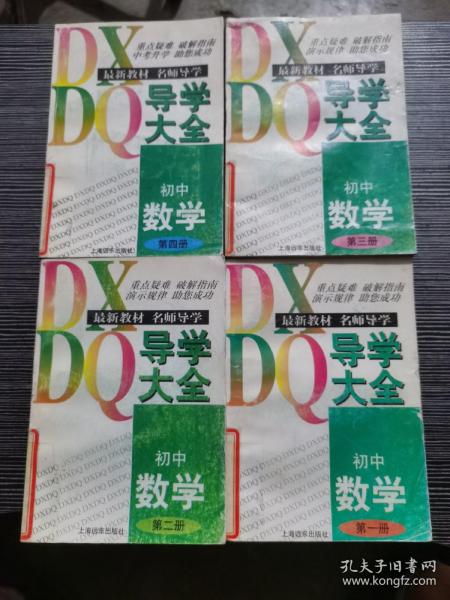 DX
DQ
重点疑难 破解指南
中考升学 助您成功
最新教材 名师导学
导学
大全
初中
数学
第四册
上海远东出版社
DX
DQ
重点疑难 破解指南
演示规律 助您成功
最新教材 名师导学
导学
大全
初中
数学
第三册
上海远东出版社
DX
DQ
重点疑难 破解指南
演示规律 助您成功
最新教材 名师导学
导学
大全
初中
数学
第二册
上海远东出版社
DX
DQ
重点疑难 破解指南
演示规律 助您成功
最新教材 名师导学
导学
大全
初中
数学
第一册
上海远东出版社
孔夫子旧书网
www.kongfz.com